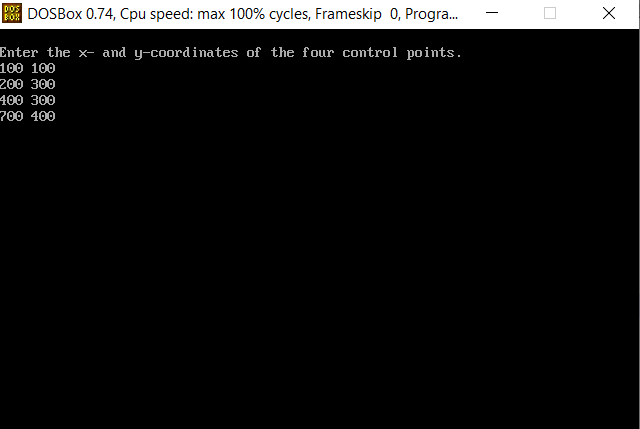 DOS
BOX
DOSBox 0.74, Cpu speed: max 100% cycles, Frameskip  0, Progra...
Enter the x- and y-coordinates of the four control points.
100 100
200 300
400 300
700 400